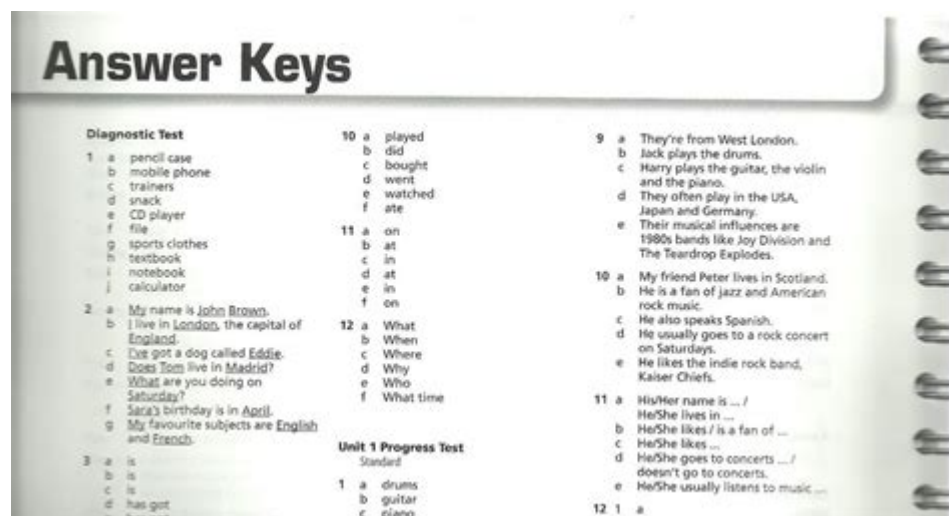 Answer Keys
Diagnostic Test
1 a pencil case
b mobile phone
c trainers
d snack
e CD player
f file
g sports clothes
h textbook
i notebook
j calculator
2 a My name is John Brown.
b I live in London, the capital of
England.
c I've got a dog called Eddie.
d Does Tom live in Madrid?
e What are you doing on
Saturday?
f Sara's birthday is in April.
g My favourite subjects are English
and French.
3 a is
b is
c is
d has got
10 a played
b did
c bought
d went
e watched
f ate
11 a on
b at
c in
d at
e in
f on
12 a What
b When
c Where
d Why
e Who
f What time
Unit 1 Progress Test
Standard
1 a drums
b guitar
c piano
9 a They're from West London.
b Jack plays the drums.
c Harry plays the guitar, the violin
and the piano.
d They often play in the USA,
Japan and Germany.
e Their musical influences are
1980s bands like Joy Division and
The Teardrop Explodes.
10 a My friend Peter lives in Scotland.
b He is a fan of jazz and American
rock music.
c He also speaks Spanish.
d He usually goes to a rock concert
on Saturdays.
e He likes the indie rock band,
Kaiser Chiefs.
11 a His/Her name is ... /
He/She lives in ...
b He/She likes / is a fan of ...
c He/She likes ...
d He/She goes to concerts ... /
doesn't go to concerts.
e He/She usually listens to music ...
12 1 a